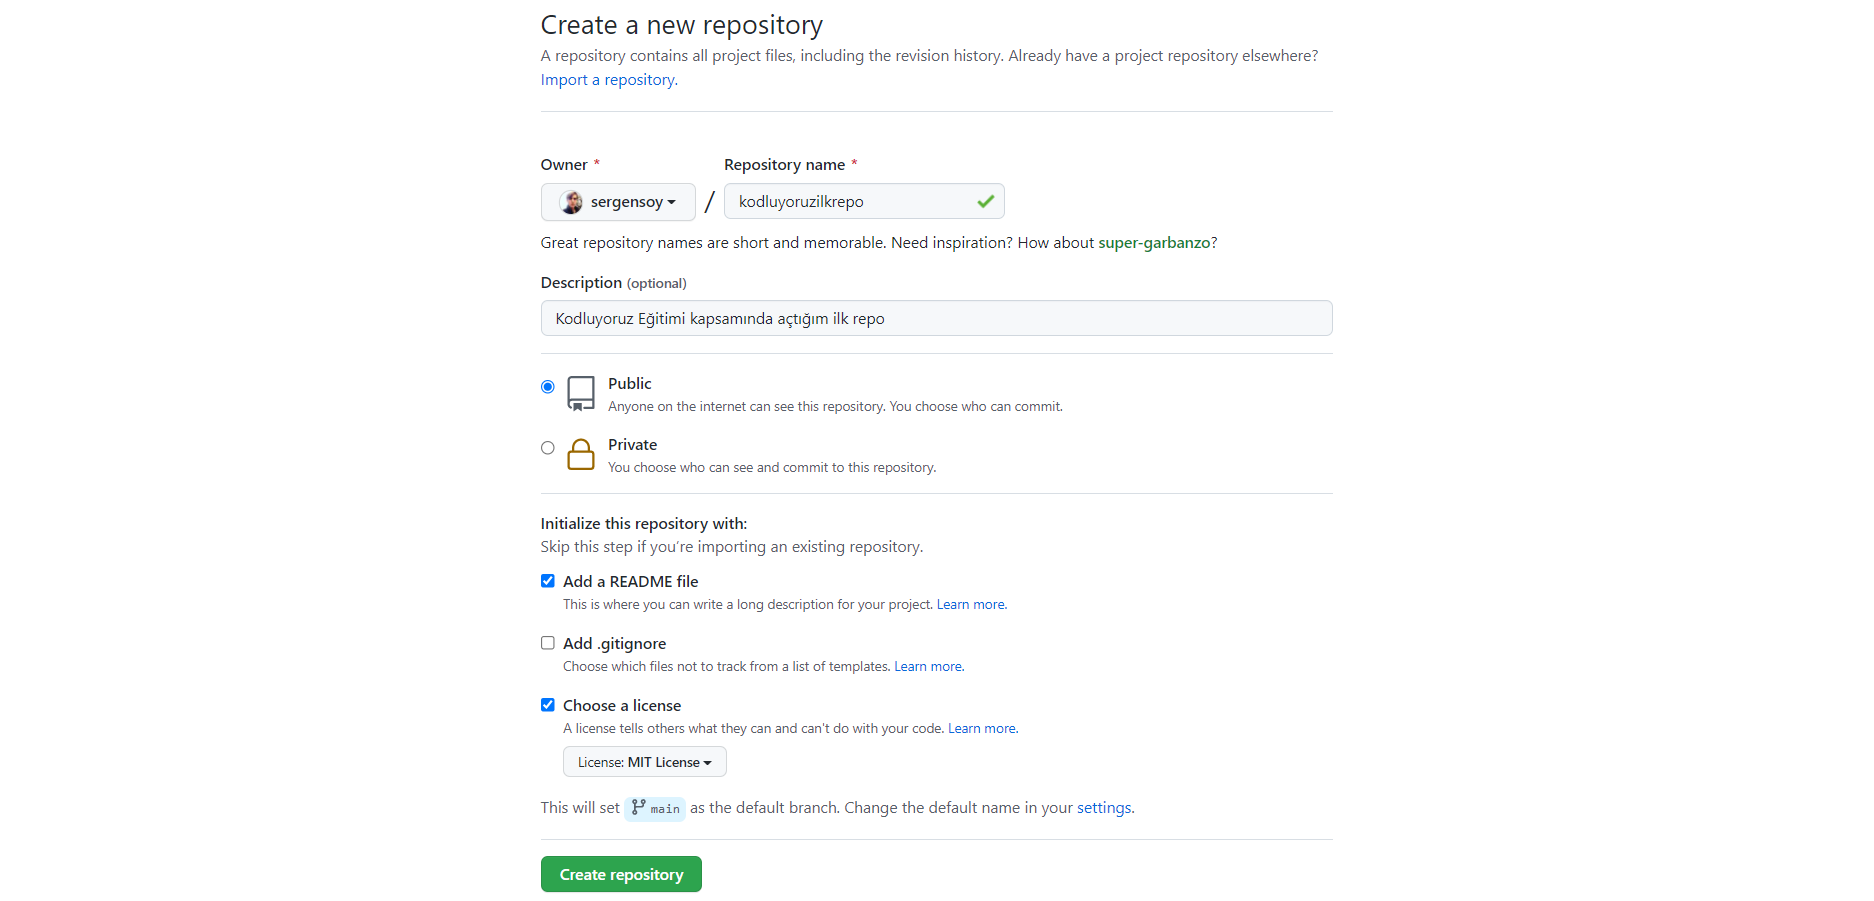 Create a new repository
A repository contains all project files, including the revision history. Already have a project repository elsewhere?
Import a repository.
Owner * Repository name *
sergensoy / kodluyoruzilkrepo
Great repository names are short and memorable. Need inspiration? How about super-garbanzo?
Description (optional)
Kodluyoruz Eğitimi kapsamında açtığım ilk repo
Public
Anyone on the internet can see this repository. You choose who can commit.
Private
You choose who can see and commit to this repository.
Initialize this repository with:
Skip this step if you’re importing an existing repository.
Add a README file
This is where you can write a long description for your project. Learn more.
Add .gitignore
Choose which files not to track from a list of templates. Learn more.
Choose a license
A license tells others what they can and can't do with your code. Learn more.
License: MIT License
This will set main as the default branch. Change the default name in your settings.
Create repository